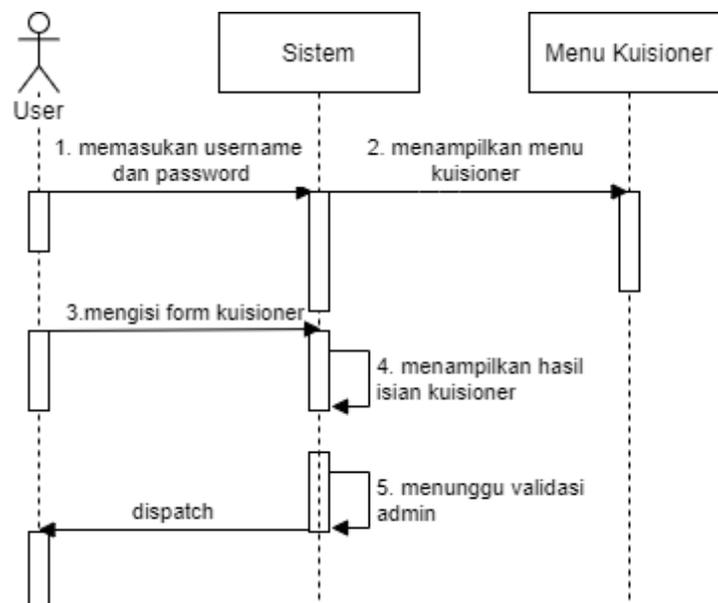 Sistem
Menu Kuisioner
User
1. memasukan username
dan password
2. menampilkan menu
kuisioner
3.mengisi form kuisioner
4. menampilkan hasil
isian kuisioner
5. menunggu validasi
admin
dispatch